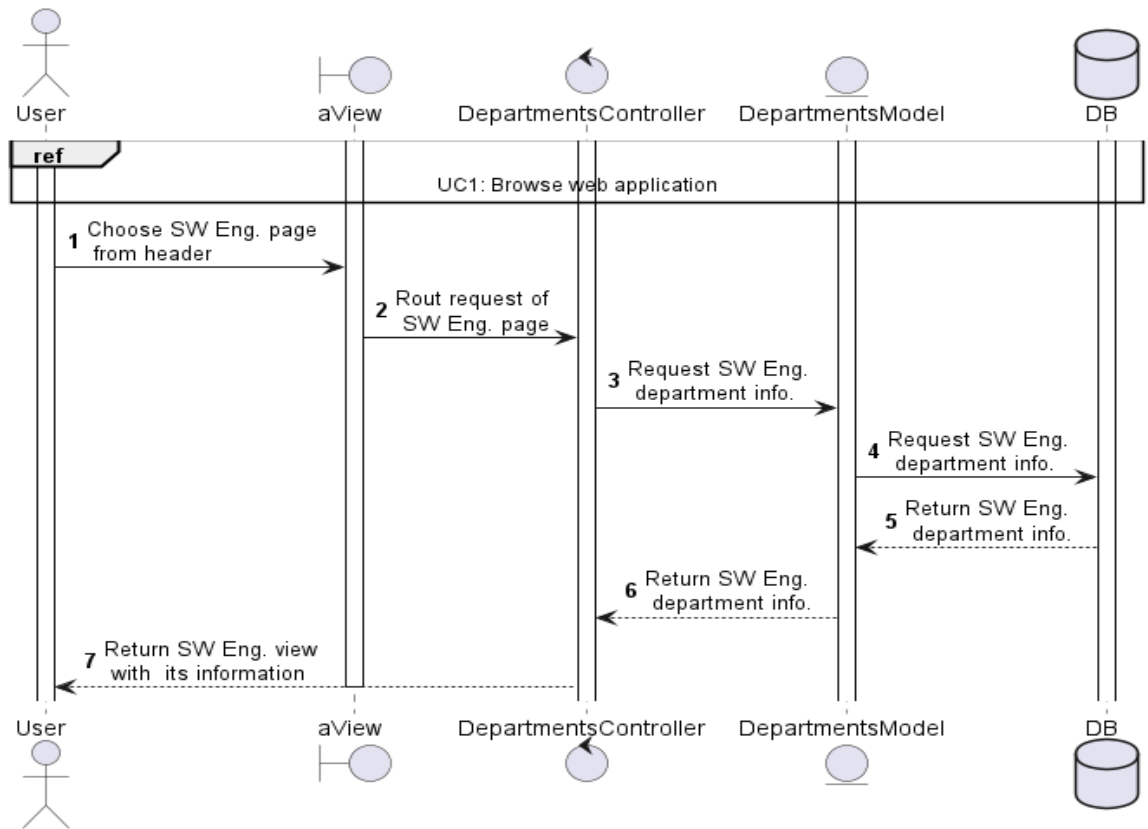 User
aView
DepartmentsController
DepartmentsModel
DB
ref
UC1: Browse web application
1 Choose SW Eng. page
from header
2 Rout request of
SW Eng. page
3 Request SW Eng.
department info.
4 Request SW Eng.
department info.
5 Return SW Eng.
department info.
6 Return SW Eng.
department info.
7 Return SW Eng. view
with its information
User
aView
DepartmentsController
DepartmentsModel
DB